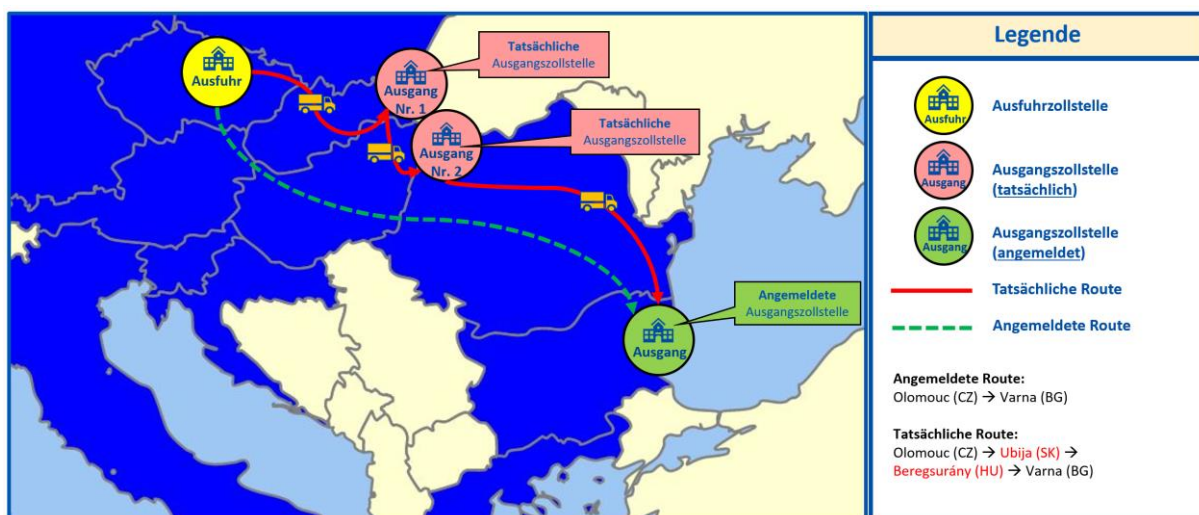 Ausfuhr
Tatsächliche
Ausgangszollstelle
Ausgang
Nr. 1
Tatsächliche
Ausgangszollstelle
Ausgang
Nr. 2
Angemeldete
Ausgangszollstelle
Ausgang
Legende
Ausfuhr
Ausfuhrzollstelle
Ausgang
Ausgangszollstelle
(tatsächlich)
Ausgang
Ausgangszollstelle
(angemeldet)
Tatsächliche Route
Angemeldete Route
Angemeldete Route:
Olomouc (CZ) → Varna (BG)
Tatsächliche Route:
Olomouc (CZ) → Ubija (SK) →
Beregsurány (HU) → Varna (BG)